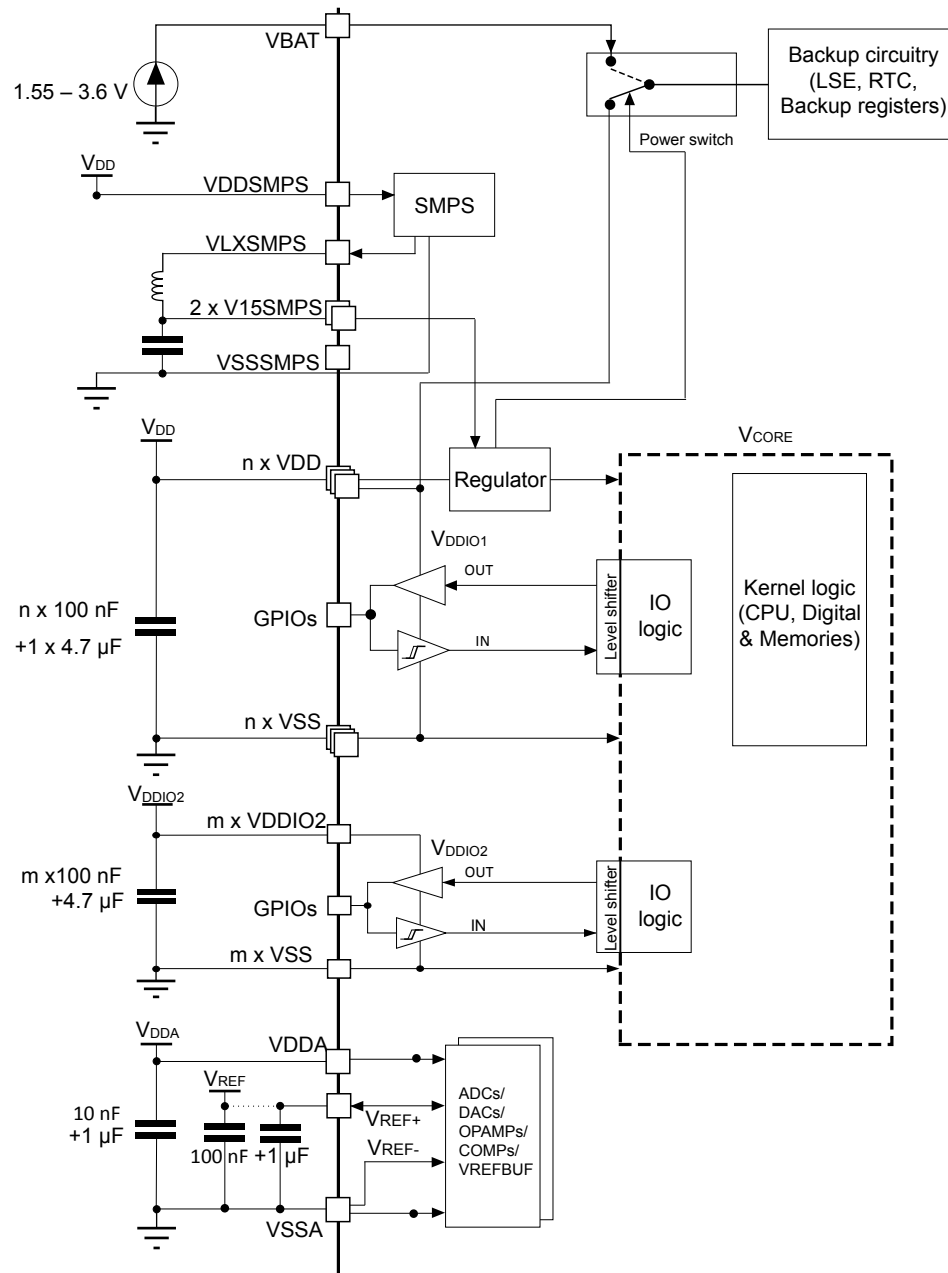 VBAT
1.55 – 3.6 V
Backup circuitry
(LSE, RTC,
Backup registers)
Power switch
VDD
VDDSMPS
SMPS
VLXSMPS
2 x V15SMPS
VSSSMPS
VDD
n x VDD
Regulator
VCORE
VDDIO1
OUT
GPIOs
IN
Level shifter
IO
logic
Kernel logic
(CPU, Digital
& Memories)
n x 100 nF
+1 x 4.7 µF
n x VSS
VDDIO2
m x VDDIO2
VDDIO2
OUT
m x100 nF
+4.7 µF
GPIOs
IN
Level shifter
IO
logic
m x VSS
VDDA
VDDA
VREF
10 nF
+1 µF
100 nF
+1 µF
VREF+
VREF-
ADCs/
DACs/
OPAMPs/
COMPs/
VREFBUF
VSSA